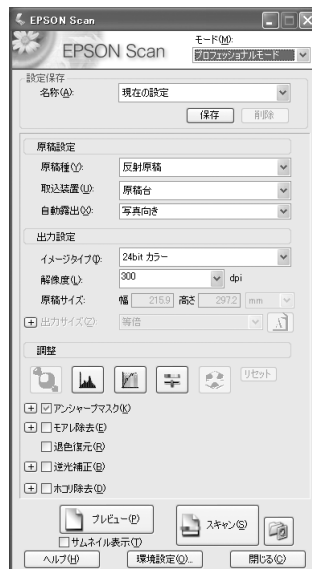 EPSON Scan
EPSON Scan
モード(M):
プロフェッショナルモード
設定保存
名称(A): 現在の設定
保存 削除
原稿設定
原稿種(Y): 反射原稿
取込装置(U): 原稿台
自動露出(X): 写真向き
出力設定
イメージタイプ(I): 24bit カラー
解像度(L): 300 dpi
原稿サイズ: 幅 215.9 高さ 297.2 mm
出力サイズ(Z): 等倍
調整
リセット
アンシャープマスク(K)
モアレ除去(E)
退色復元(R)
逆光補正(B)
ホコリ除去(D)
プレビュー(P) スキャン(S)
サムネイル表示(T)
ヘルプ(H) 環境設定(O)... 閉じる(C)